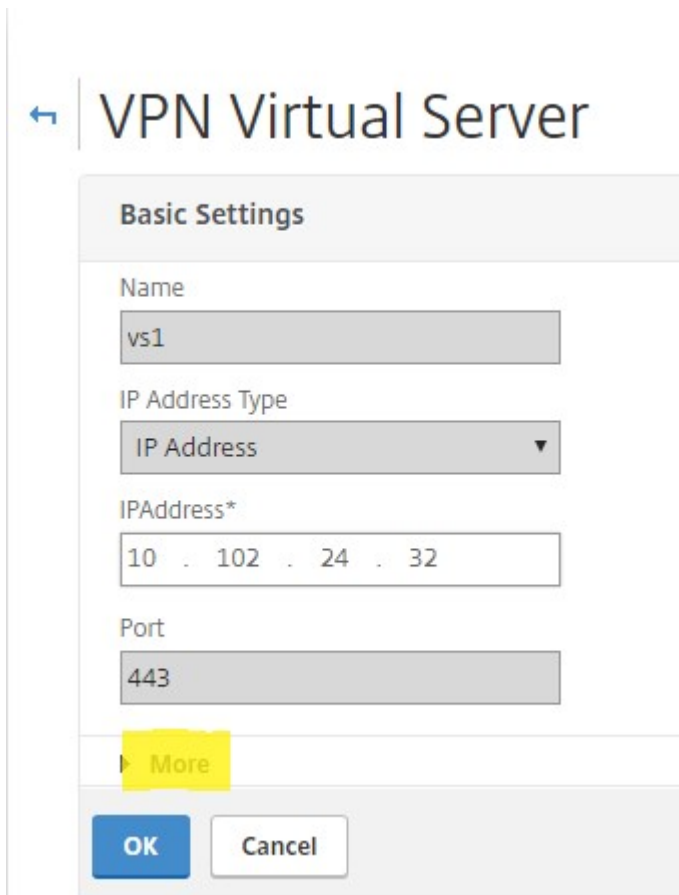 VPN Virtual Server
Basic Settings
Name
vs1
IP Address Type
IP Address
IPAddress*
10 . 102 . 24 . 32
Port
443
More
OK Cancel